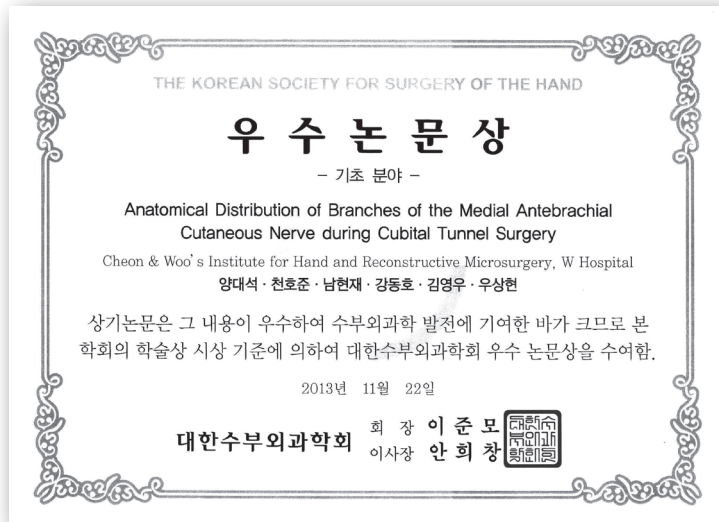 THE KOREAN SOCIETY FOR SURGERY OF THE HAND
우수논문상
- 기초 분야 -
Anatomical Distribution of Branches of the Medial Antebrachial
Cutaneous Nerve during Cubital Tunnel Surgery
Cheon & Woo's Institute for Hand and Reconstructive Microsurgery, W Hospital
양대석 · 천호준 · 남현재 · 강동호 · 김영우 · 우상현
상기논문은 그 내용이 우수하여 수부외과학 발전에 기여한 바가 크므로 본
학회의 학술상 시상 기준에 의하여 대한수부외과학회 우수 논문상을 수여함.
2013년 11월 22일
대한수부외과학회
회 장 이준모
이사장 안희창